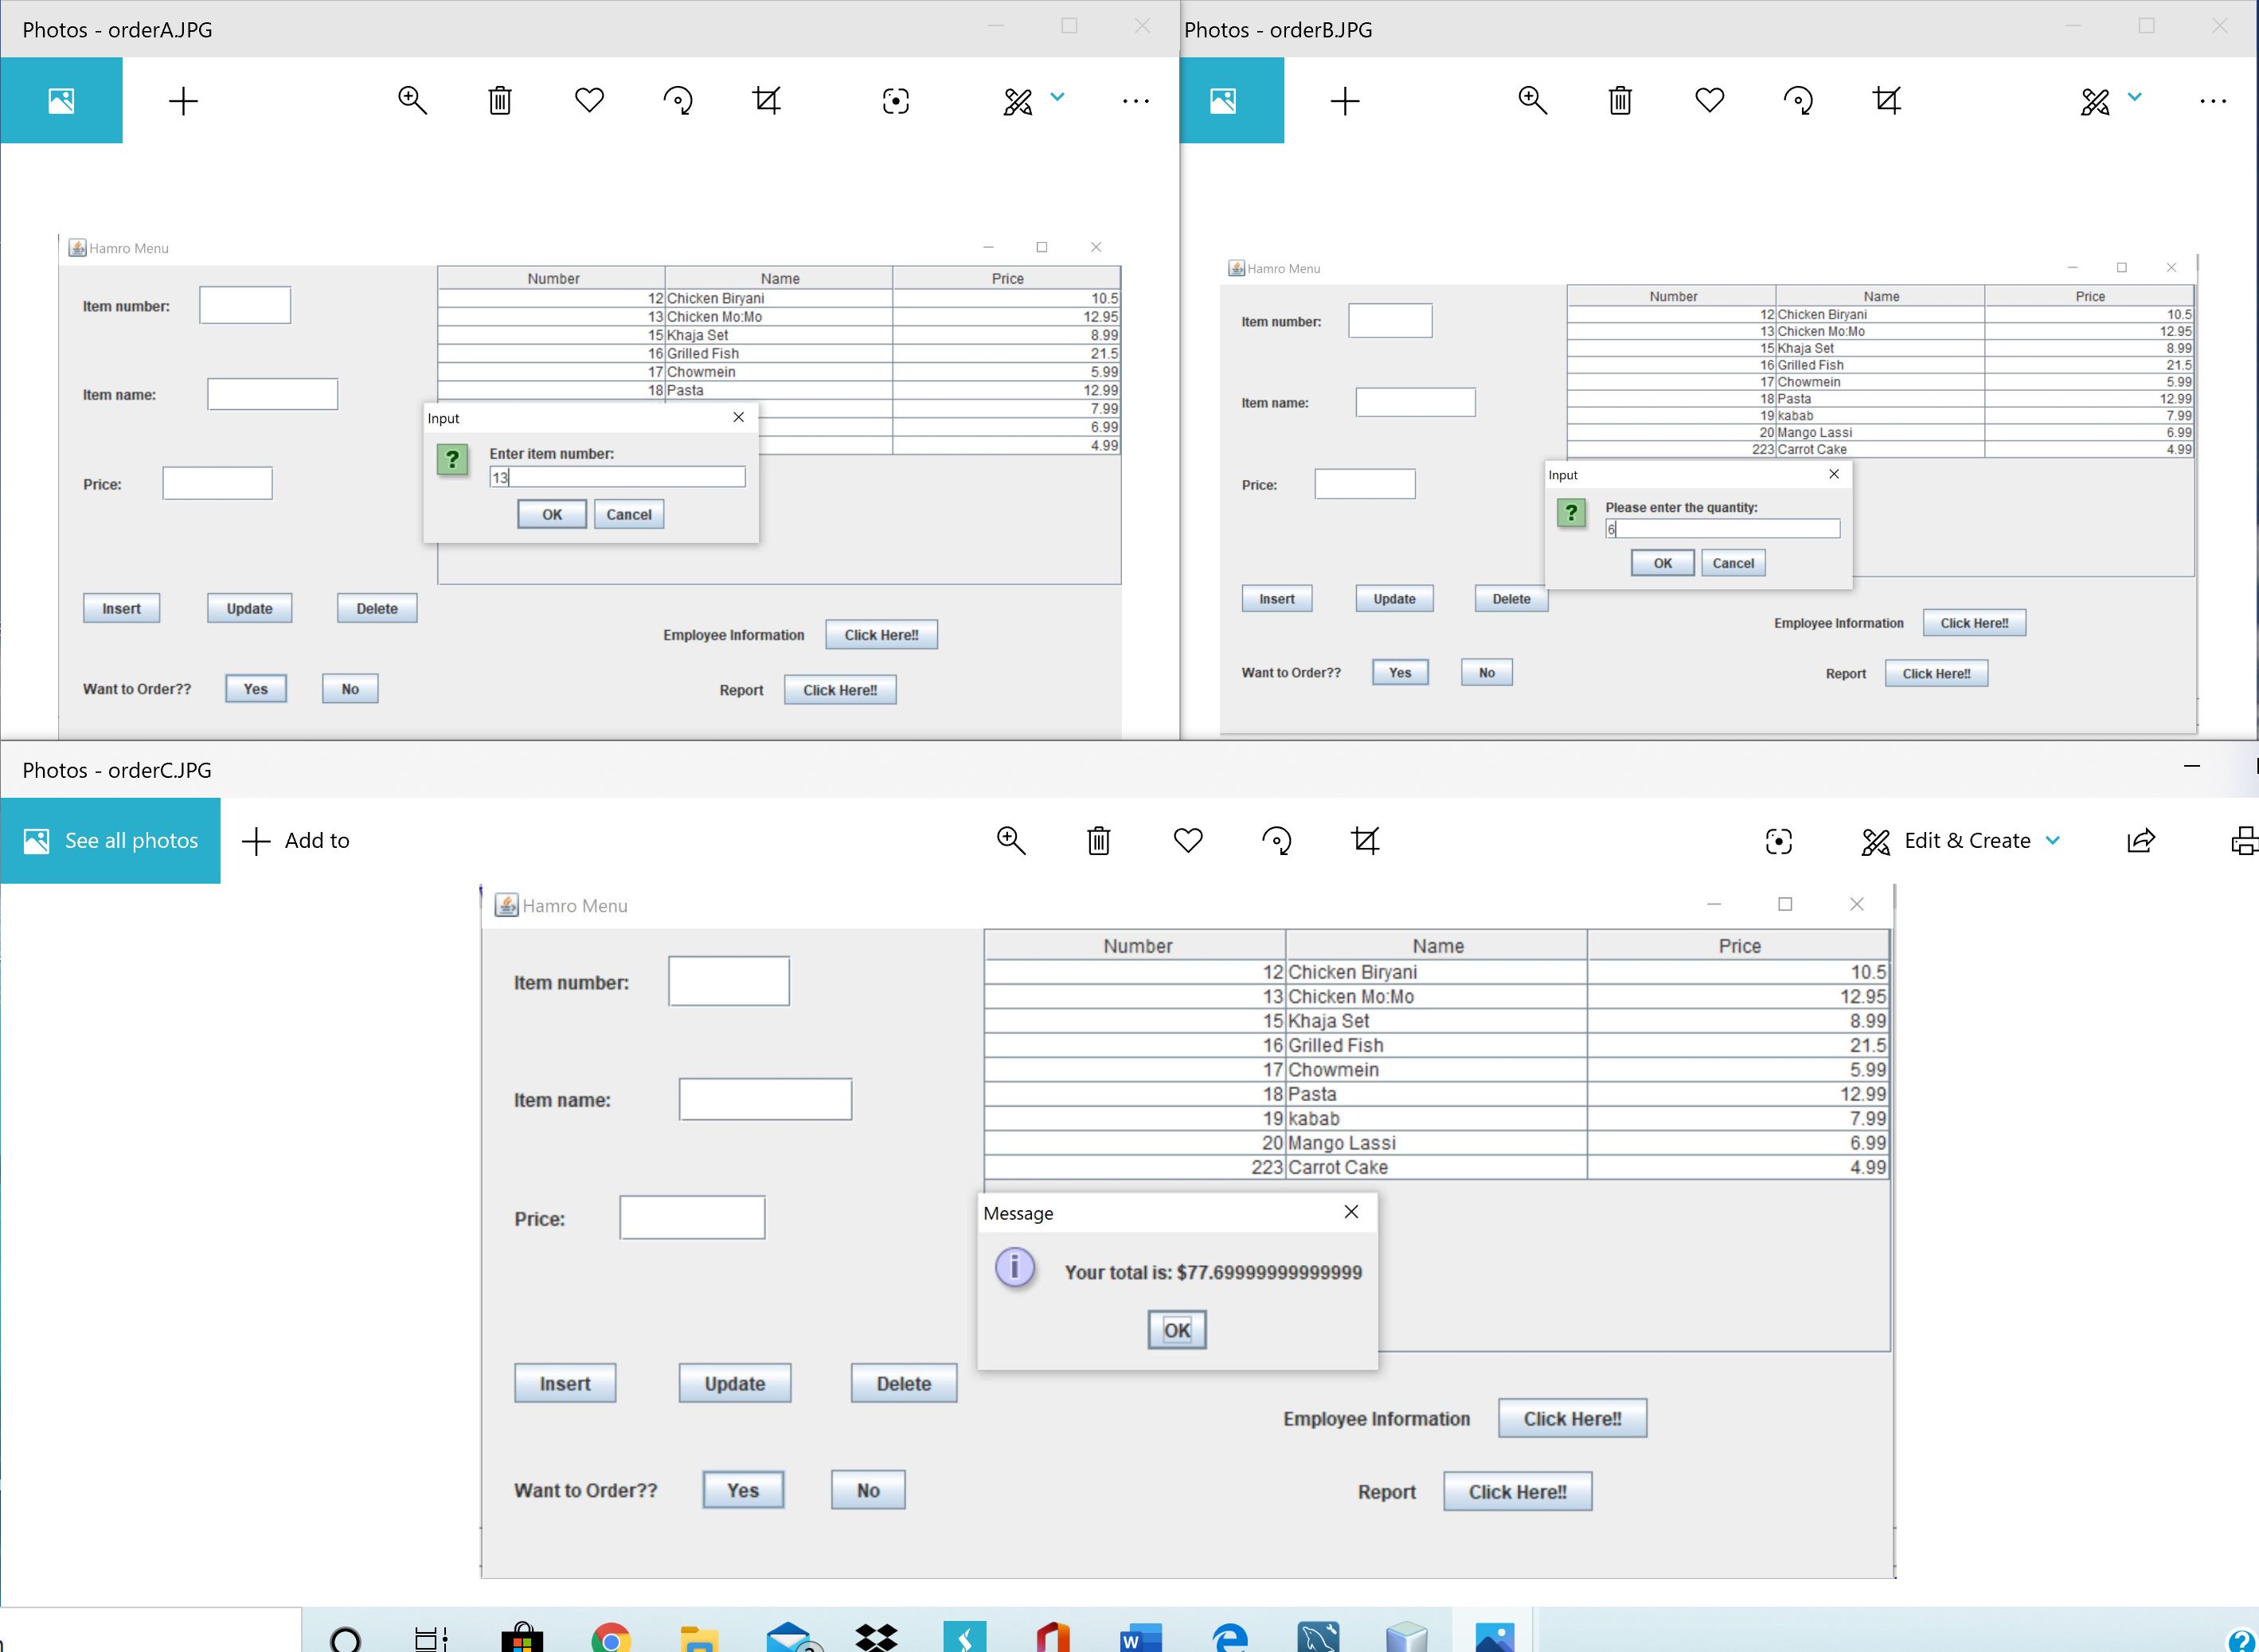 Photos - orderA.JPG
Hamro Menu
Number Name Price
Item number:
12 Chicken Biryani 10.5
13 Chicken Mo:Mo 12.95
15 Khaja Set 8.99
16 Grilled Fish 21.5
17 Chowmein 5.99
Item name:
18 Pasta 12.99
7.99
6.99
4.99
Input
Enter item number:
13
OK Cancel
Price:
Insert Update Delete
Employee Information Click Here!!
Want to Order?? Yes No
Report Click Here!!
Photos - orderB.JPG
Hamro Menu
Number Name Price
Item number:
12 Chicken Biryani 10.5
13 Chicken Mo:Mo 12.95
15 Khaja Set 8.99
16 Grilled Fish 21.5
17 Chowmein 5.99
Item name:
18 Pasta 12.99
19 kabab 7.99
20 Mango Lassi 6.99
223 Carrot Cake 4.99
Price:
Input
Please enter the quantity:
6
OK Cancel
Insert Update Delete
Employee Information Click Here!!
Want to Order?? Yes No
Report Click Here!!
Photos - orderC.JPG
See all photos Add to Edit & Create
Hamro Menu
Number Name Price
Item number:
12 Chicken Biryani 10.5
13 Chicken Mo:Mo 12.95
15 Khaja Set 8.99
16 Grilled Fish 21.5
17 Chowmein 5.99
Item name:
18 Pasta 12.99
19 kabab 7.99
20 Mango Lassi 6.99
223 Carrot Cake 4.99
Price:
Message
Your total is: $77.69999999999999
OK
Insert Update Delete
Employee Information Click Here!!
Want to Order?? Yes No
Report Click Here!!